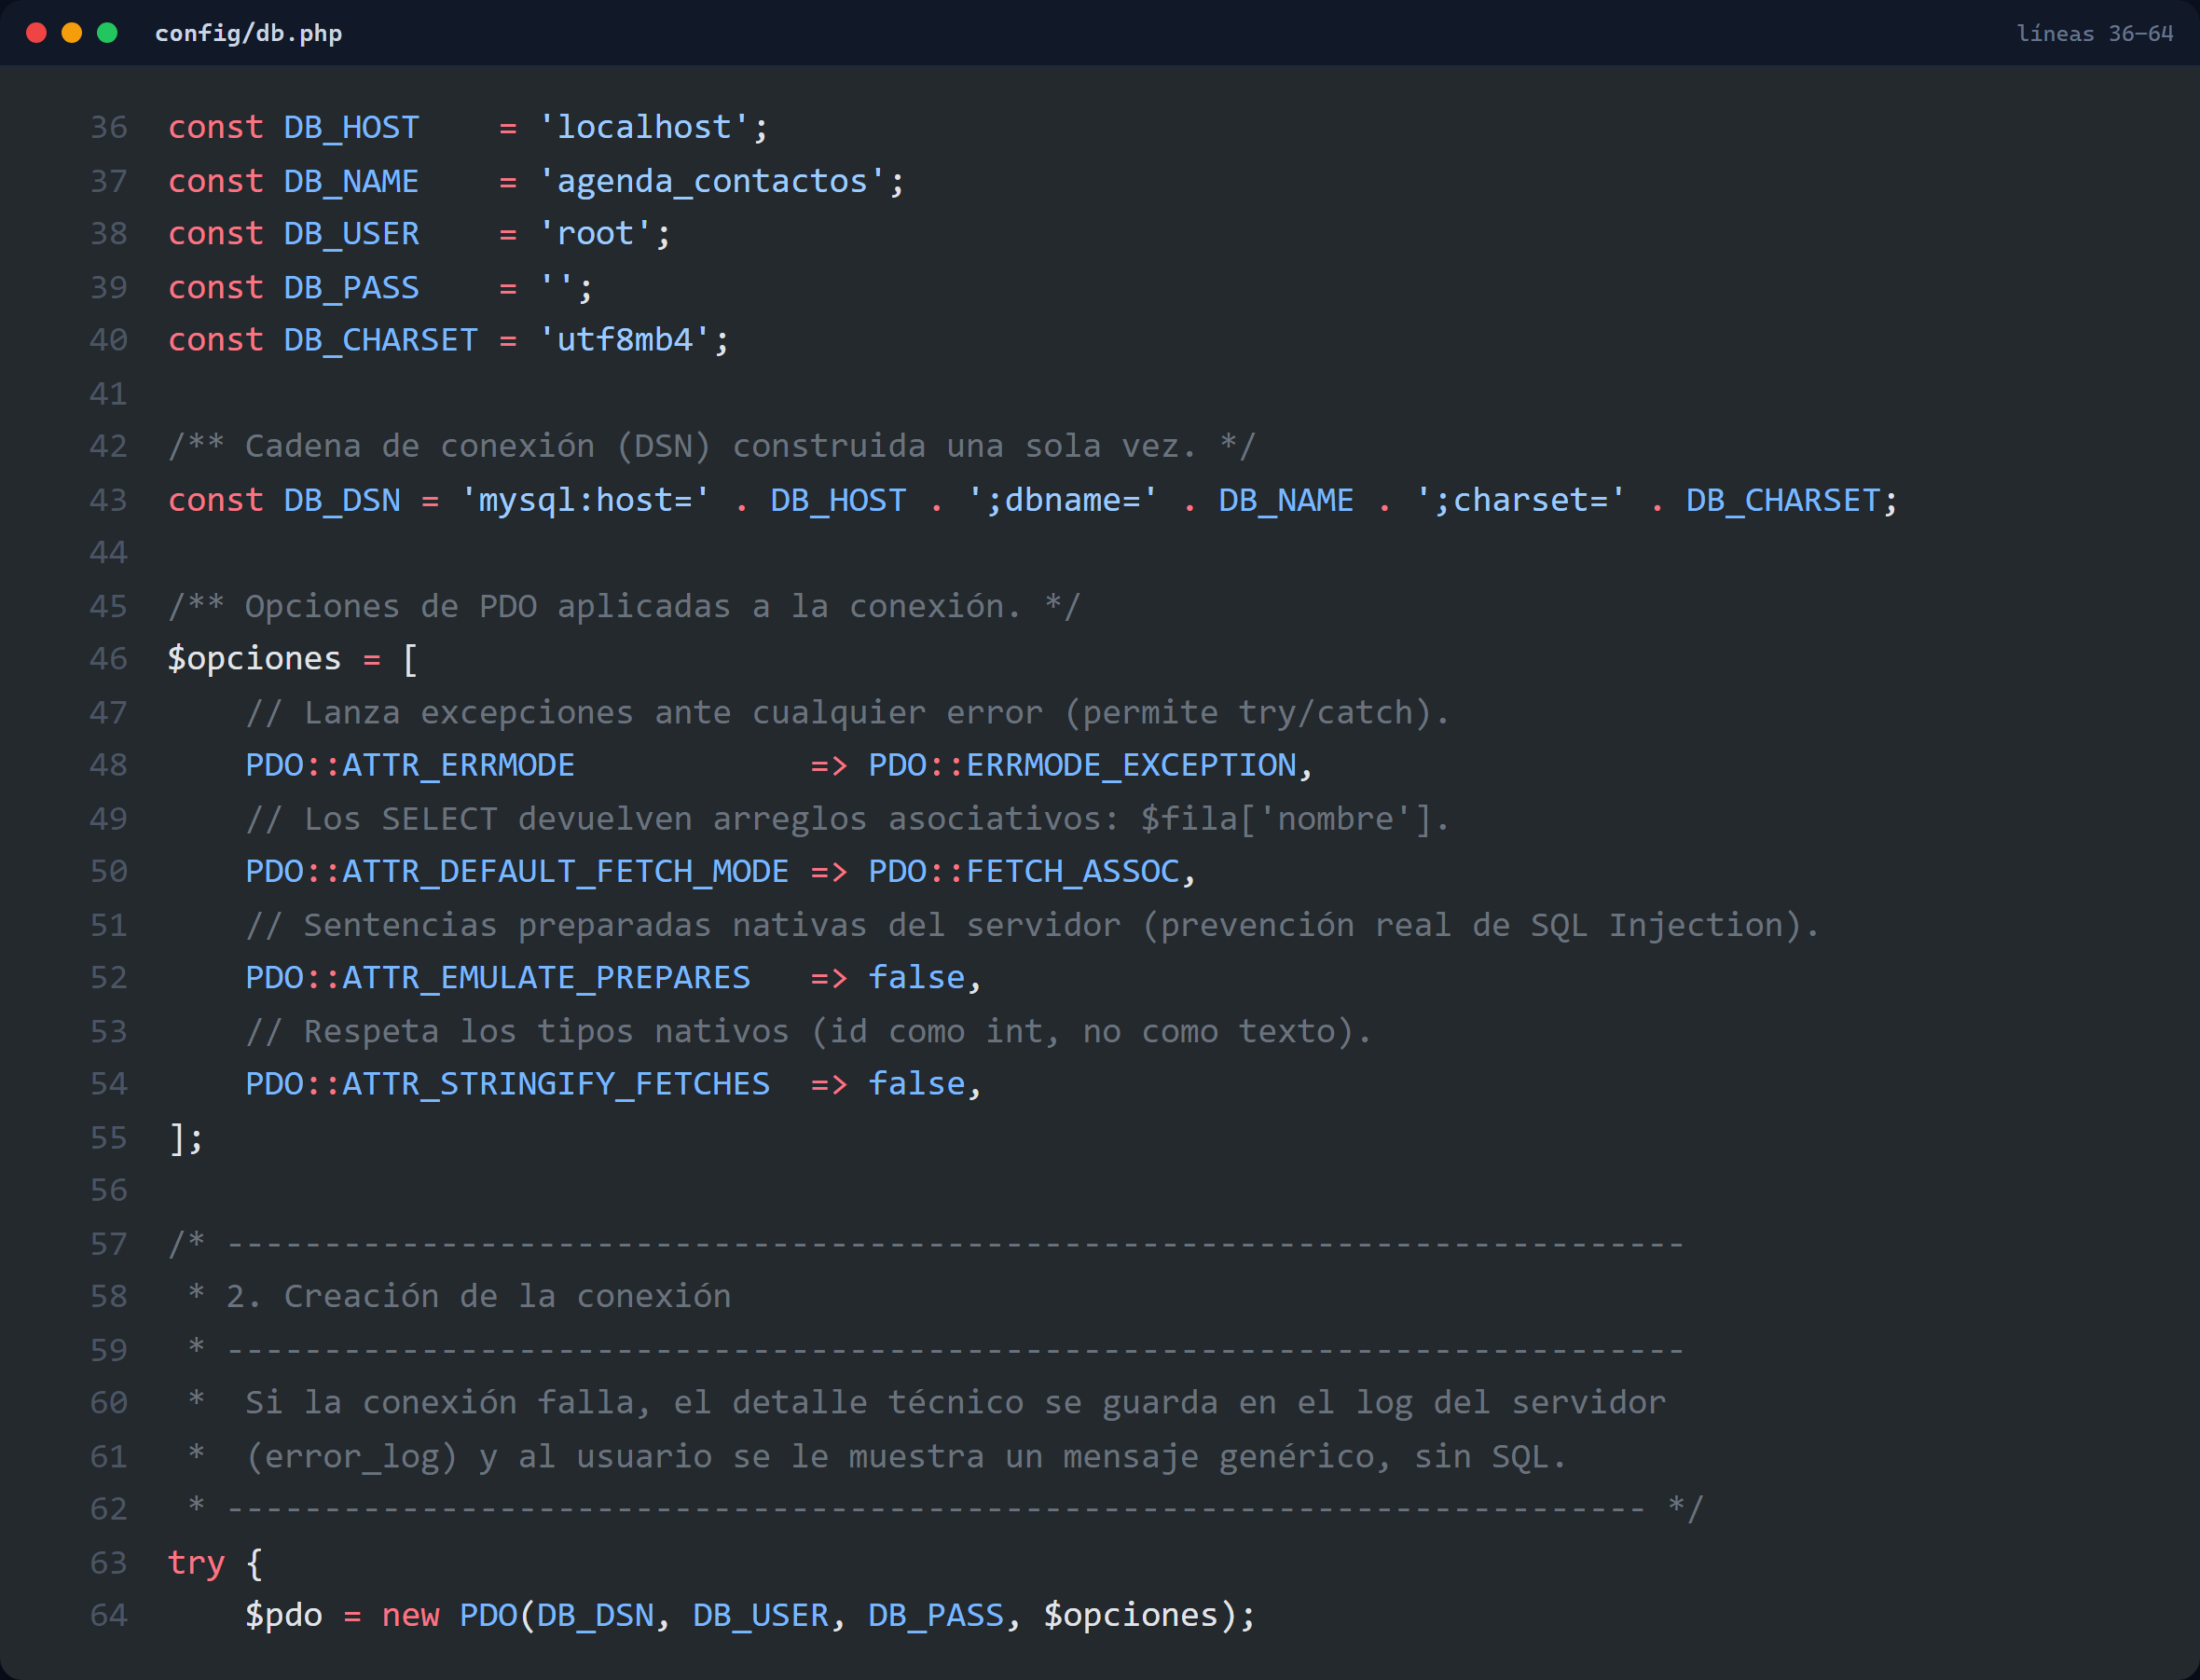 config/db.php
líneas 36–64
36 const DB_HOST    = 'localhost';
37 const DB_NAME    = 'agenda_contactos';
38 const DB_USER    = 'root';
39 const DB_PASS    = '';
40 const DB_CHARSET = 'utf8mb4';
41
42 /** Cadena de conexión (DSN) construida una sola vez. */
43 const DB_DSN = 'mysql:host=' . DB_HOST . ';dbname=' . DB_NAME . ';charset=' . DB_CHARSET;
44
45 /** Opciones de PDO aplicadas a la conexión. */
46 $opciones = [
47     // Lanza excepciones ante cualquier error (permite try/catch).
48     PDO::ATTR_ERRMODE            => PDO::ERRMODE_EXCEPTION,
49     // Los SELECT devuelven arreglos asociativos: $fila['nombre'].
50     PDO::ATTR_DEFAULT_FETCH_MODE => PDO::FETCH_ASSOC,
51     // Sentencias preparadas nativas del servidor (prevención real de SQL Injection).
52     PDO::ATTR_EMULATE_PREPARES   => false,
53     // Respeta los tipos nativos (id como int, no como texto).
54     PDO::ATTR_STRINGIFY_FETCHES  => false,
55 ];
56
57 /* ---------------------------------------------------------------------------
58  * 2. Creación de la conexión
59  * ---------------------------------------------------------------------------
60  *  Si la conexión falla, el detalle técnico se guarda en el log del servidor
61  *  (error_log) y al usuario se le muestra un mensaje genérico, sin SQL.
62  * ------------------------------------------------------------------------- */
63 try {
64     $pdo = new PDO(DB_DSN, DB_USER, DB_PASS, $opciones);